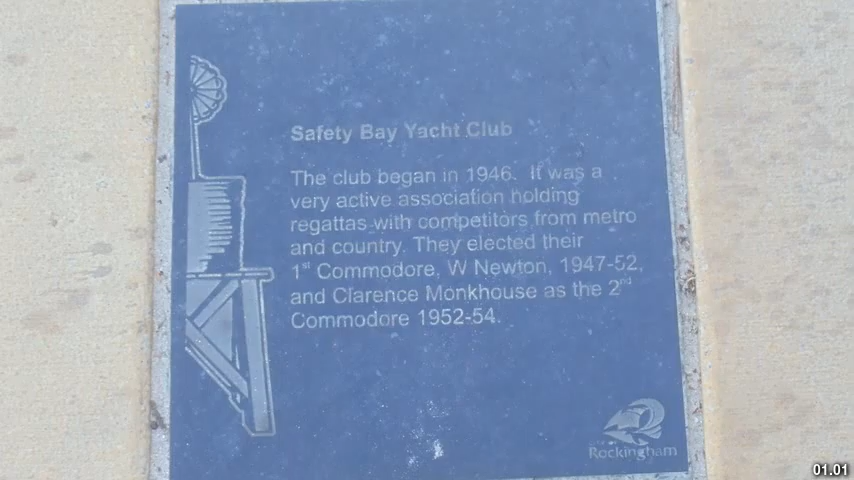 Safety Bay Yacht Club
The club began in 1946. It was a
very active association holding
regattas with competitors from metro
and country. They elected their
1st Commodore, W Newton, 1947-52,
and Clarence Monkhouse as the 2nd
Commodore 1952-54.
Rockingham
01.01